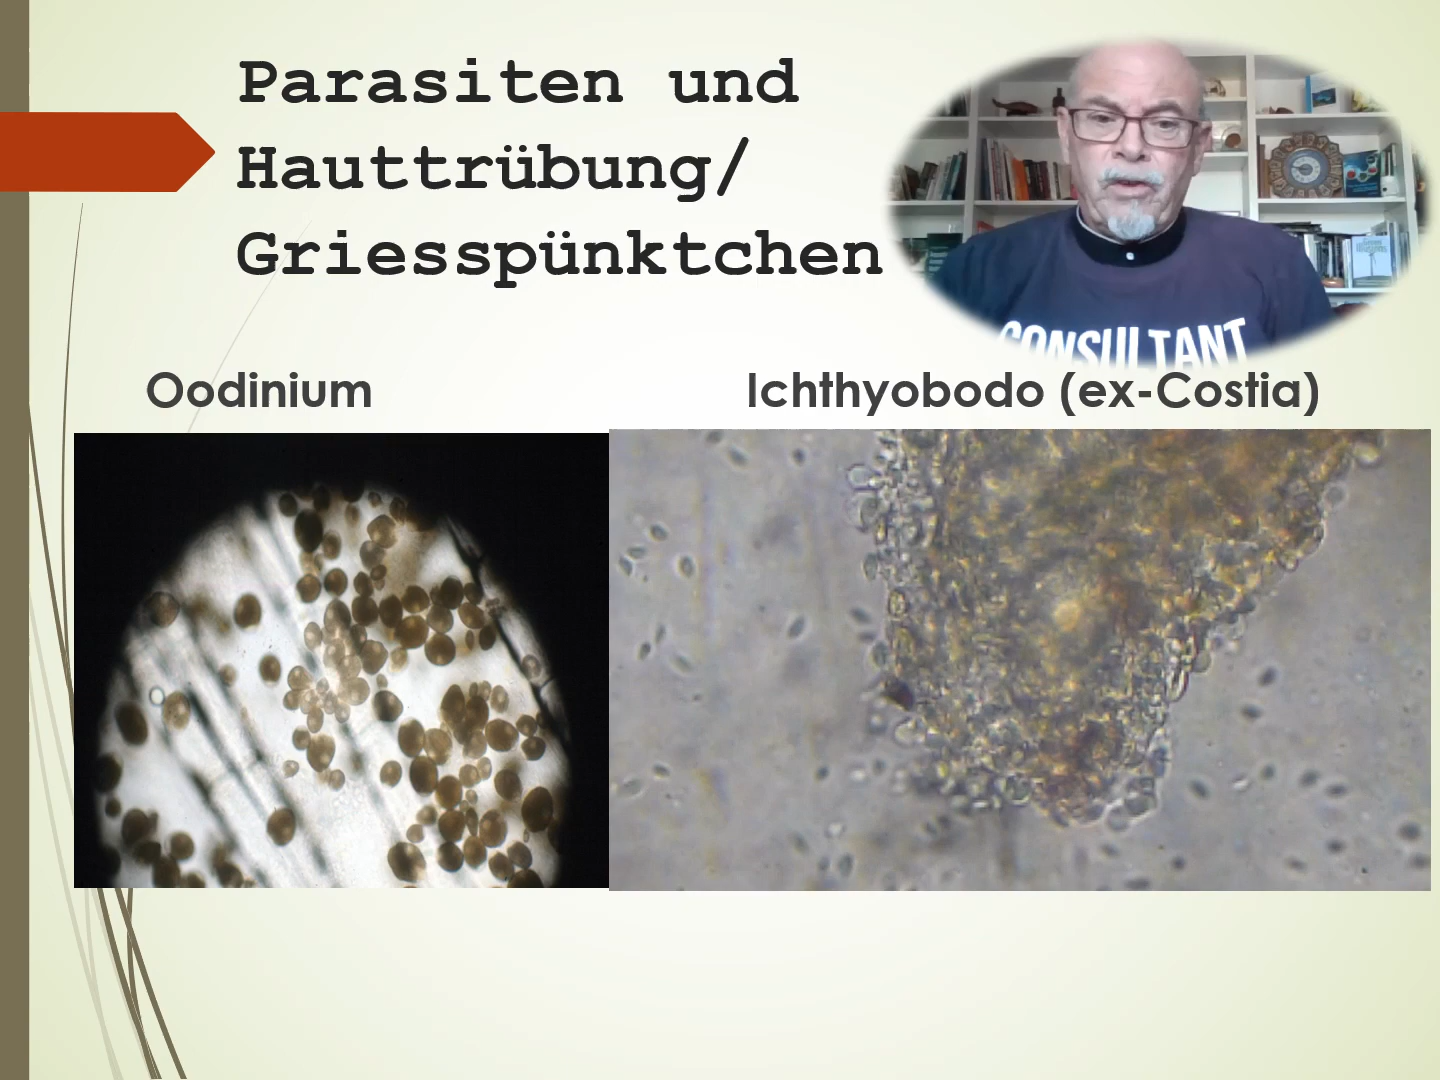 Parasiten und
Hauttrübung/
Griesspünktchen
CONSULTANT
Oodinium
Ichthyobodo (ex-Costia)